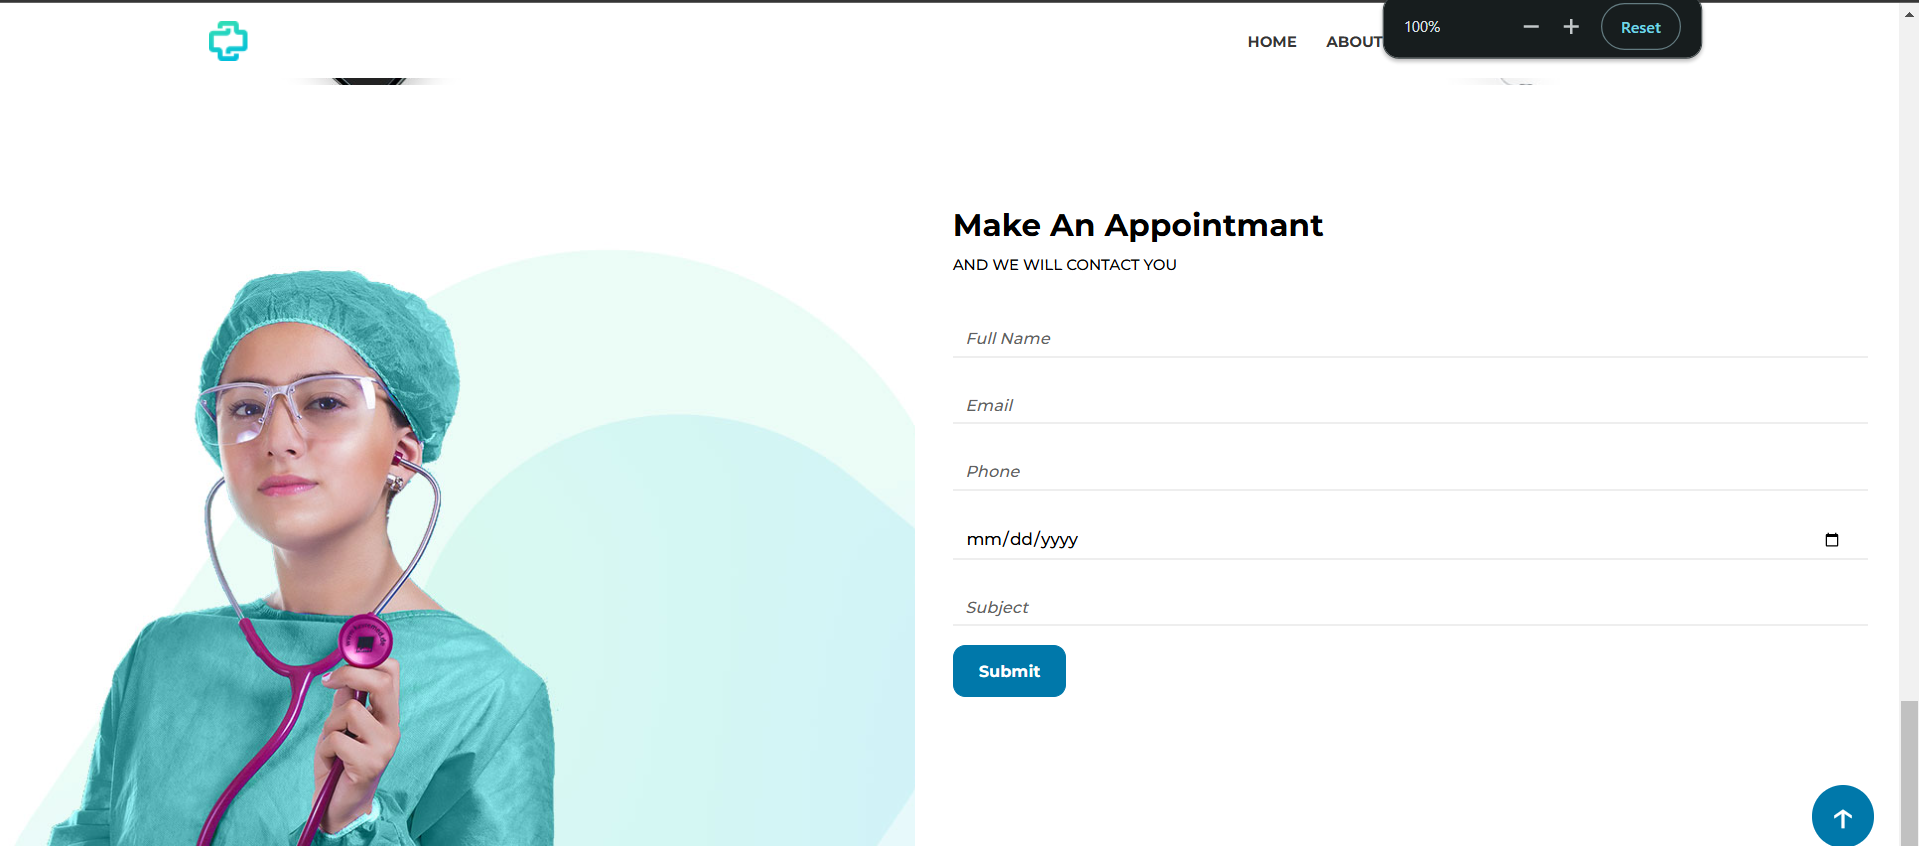 HOME ABOUT
100% Reset
Make An Appointmant
AND WE WILL CONTACT YOU
Full Name
Email
Phone
mm/dd/yyyy
Subject
Submit